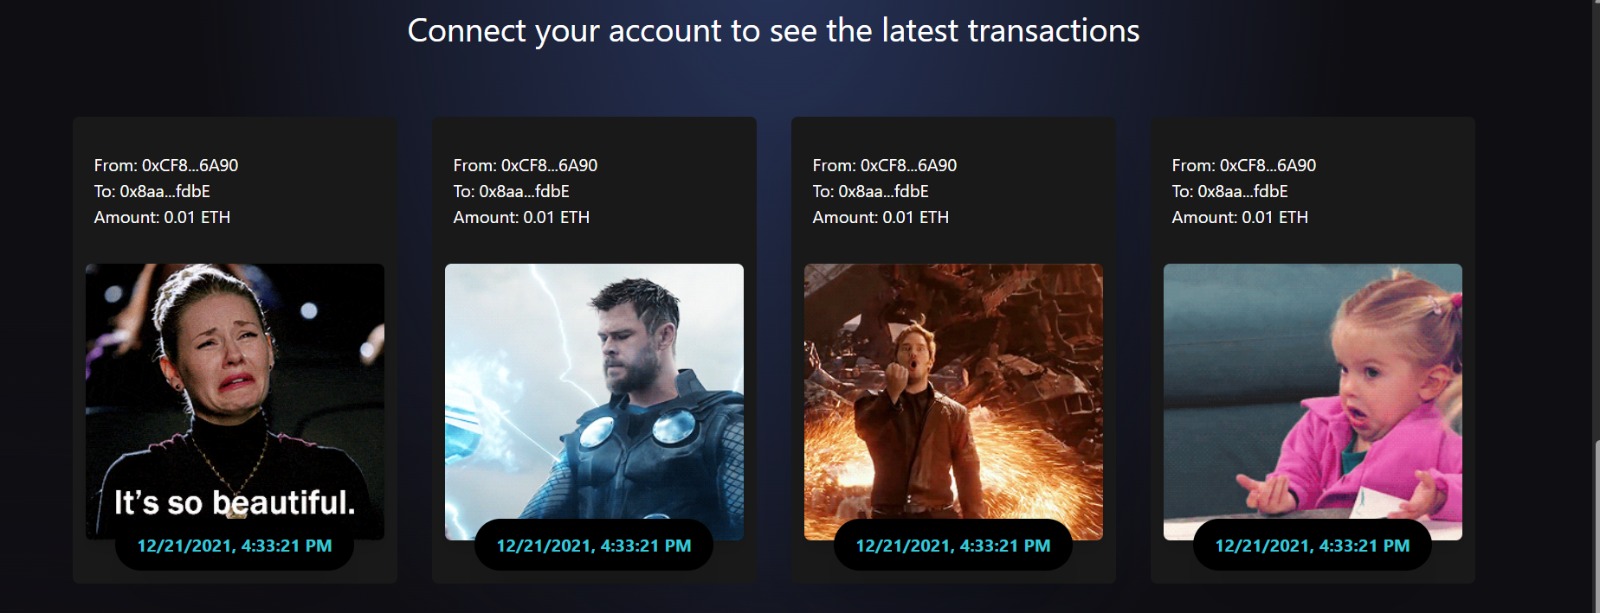 Connect your account to see the latest transactions
From: 0xCF8...6A90
To: 0x8aa...fdbE
Amount: 0.01 ETH
It's so beautiful.
12/21/2021, 4:33:21 PM
From: 0xCF8...6A90
To: 0x8aa...fdbE
Amount: 0.01 ETH
12/21/2021, 4:33:21 PM
From: 0xCF8...6A90
To: 0x8aa...fdbE
Amount: 0.01 ETH
12/21/2021, 4:33:21 PM
From: 0xCF8...6A90
To: 0x8aa...fdbE
Amount: 0.01 ETH
12/21/2021, 4:33:21 PM